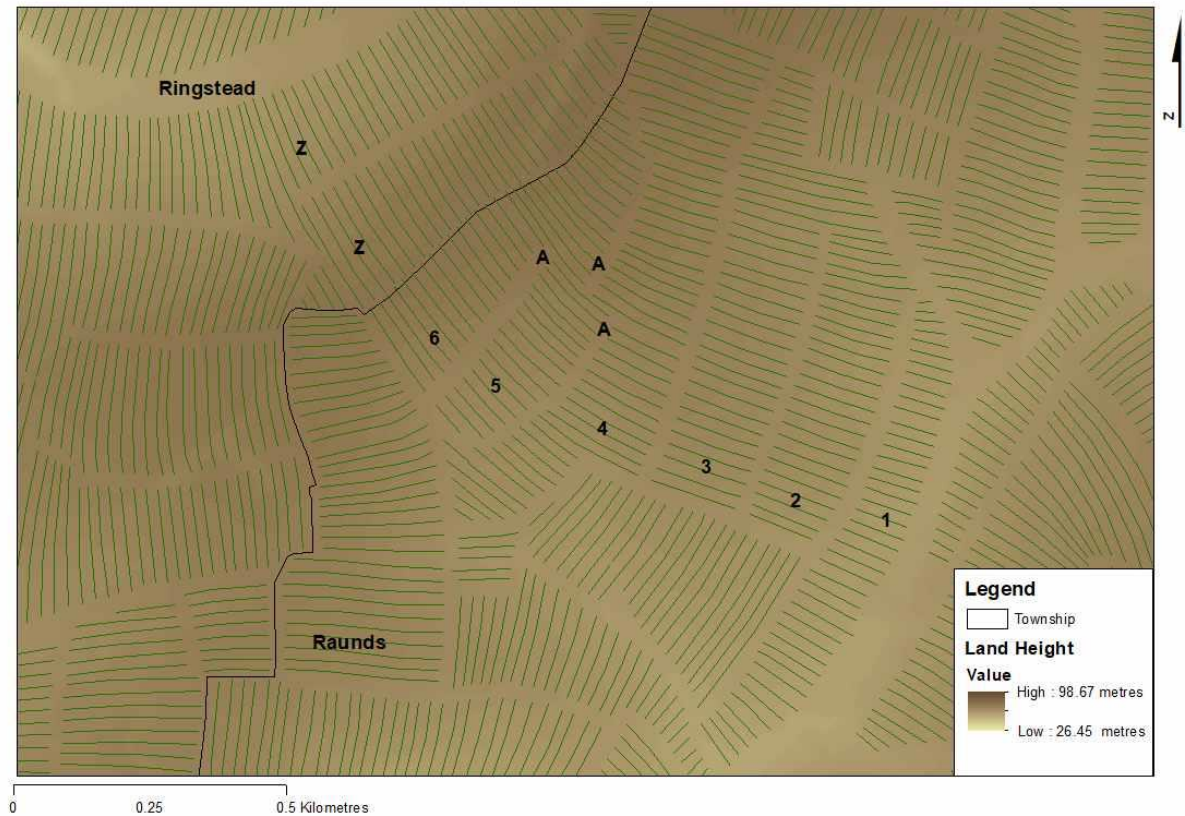 Ringstead
Z
Z
Z
A
A
6
A
5
4
3
2
1
Raunds
Legend
Township
Land Height
Value
High : 98.67 metres
Low : 26.45 metres
0 0.25 0.5 Kilometres